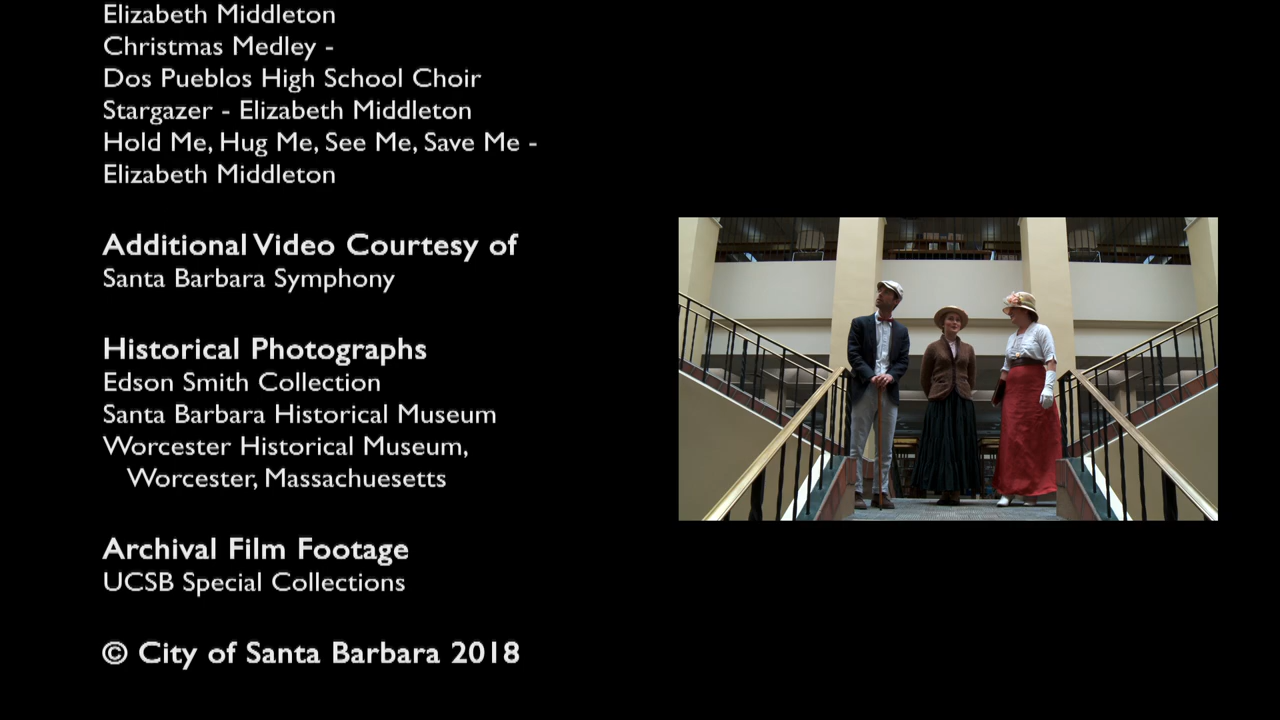 Elizabeth Middleton
Christmas Medley -
Dos Pueblos High School Choir
Stargazer - Elizabeth Middleton
Hold Me, Hug Me, See Me, Save Me -
Elizabeth Middleton
Additional Video Courtesy of
Santa Barbara Symphony
Historical Photographs
Edson Smith Collection
Santa Barbara Historical Museum
Worcester Historical Museum,
Worcester, Massachuesetts
Archival Film Footage
UCSB Special Collections
© City of Santa Barbara 2018